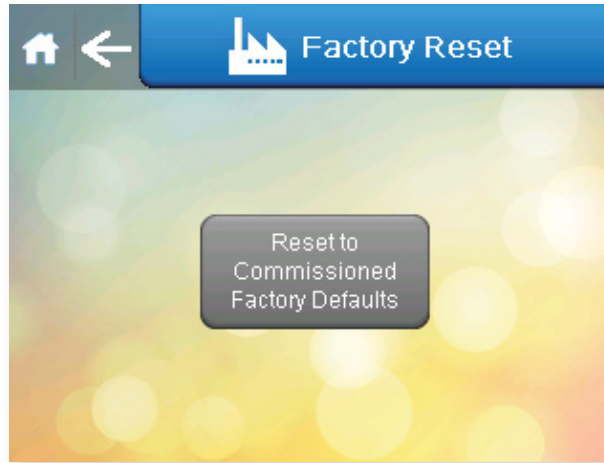 Factory Reset
Reset to
Commissioned
Factory Defaults